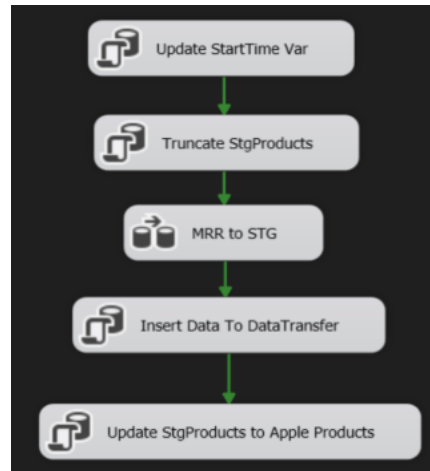 Update StartTime Var
Truncate StgProducts
MRR to STG
Insert Data To DataTransfer
Update StgProducts to Apple Products